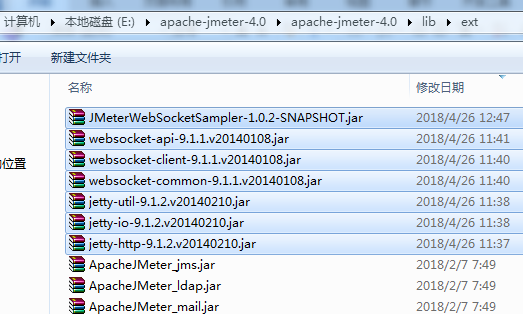 计算机 ▸ 本地磁盘 (E:) ▸ apache-jmeter-4.0 ▸ apache-jmeter-4.0 ▸ lib ▸ ext
打开 新建文件夹
名称 修改日期
JMeterWebSocketSampler-1.0.2-SNAPSHOT.jar 2018/4/26 12:47
websocket-api-9.1.1.v20140108.jar 2018/4/26 11:41
websocket-client-9.1.1.v20140108.jar 2018/4/26 11:40
websocket-common-9.1.1.v20140108.jar 2018/4/26 11:40
的位置
jetty-util-9.1.2.v20140210.jar 2018/4/26 11:38
jetty-io-9.1.2.v20140210.jar 2018/4/26 11:38
jetty-http-9.1.2.v20140210.jar 2018/4/26 11:37
ApacheJMeter_jms.jar 2018/2/7 7:49
ApacheJMeter_ldap.jar 2018/2/7 7:49
ApacheJMeter_mail.jar 2018/2/7 7:49